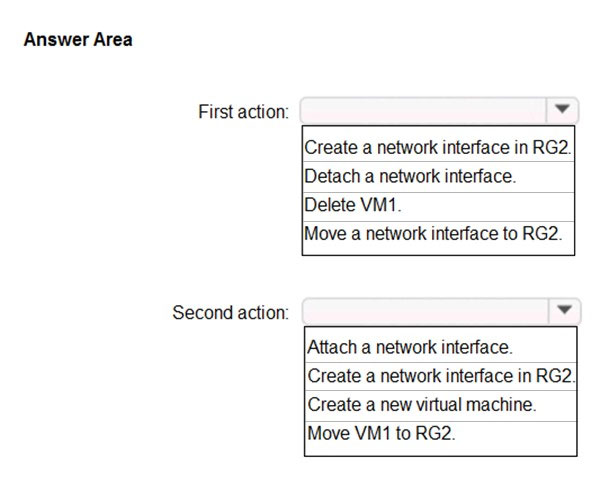 Answer Area
First action:
Create a network interface in RG2.
Detach a network interface.
Delete VM1.
Move a network interface to RG2.
Second action:
Attach a network interface.
Create a network interface in RG2.
Create a new virtual machine.
Move VM1 to RG2.